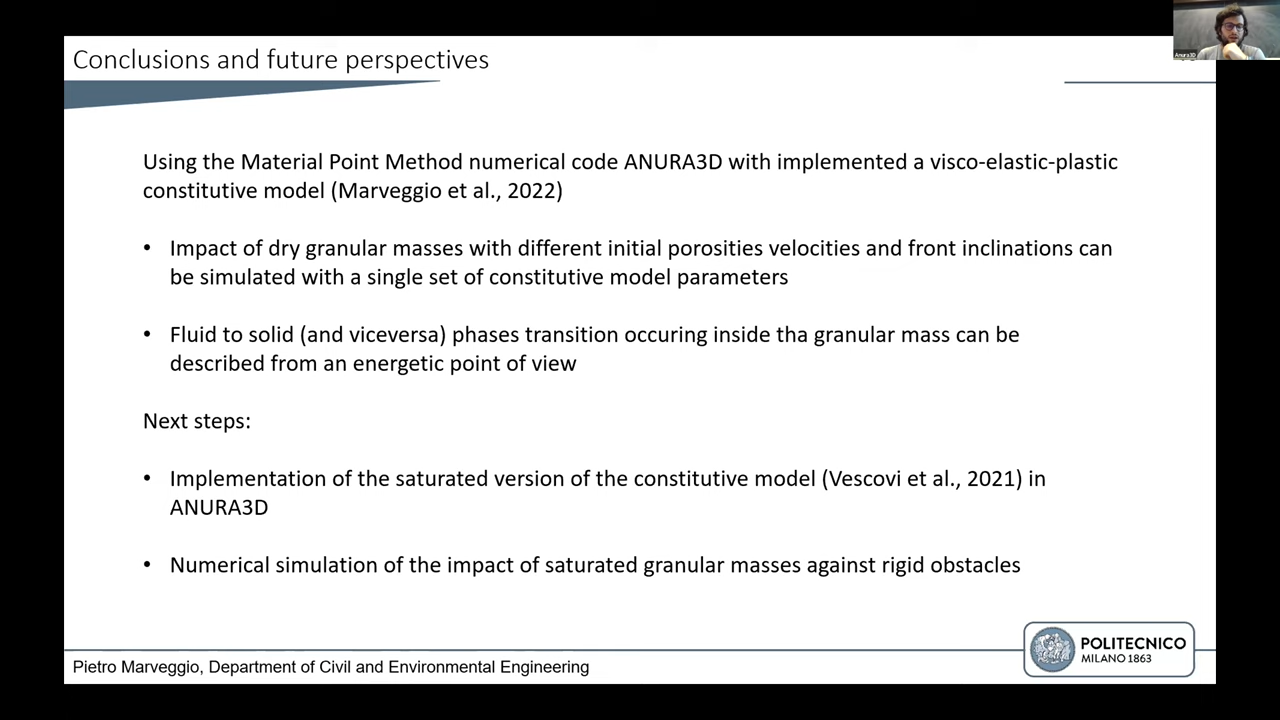 Conclusions and future perspectives
Anura3D
Using the Material Point Method numerical code ANURA3D with implemented a visco-elastic-plastic
constitutive model (Marveggio et al., 2022)
• Impact of dry granular masses with different initial porosities velocities and front inclinations can
be simulated with a single set of constitutive model parameters
• Fluid to solid (and viceversa) phases transition occuring inside tha granular mass can be
described from an energetic point of view
Next steps:
• Implementation of the saturated version of the constitutive model (Vescovi et al., 2021) in
ANURA3D
• Numerical simulation of the impact of saturated granular masses against rigid obstacles
Pietro Marveggio, Department of Civil and Environmental Engineering
POLITECNICO
MILANO 1863